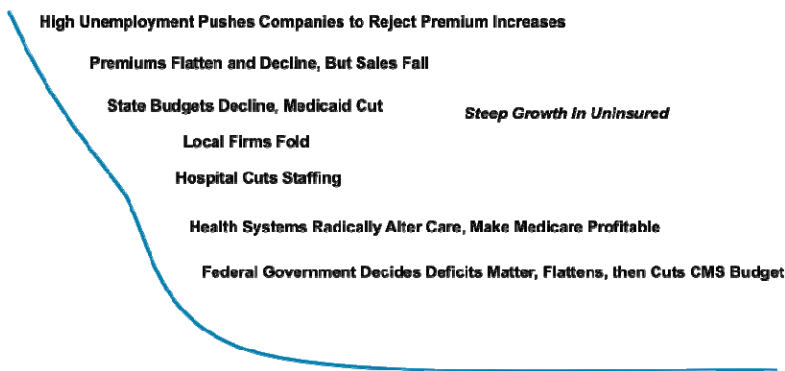 High Unemployment Pushes Companies to Reject Premium Increases
Premiums Flatten and Decline, But Sales Fall
State Budgets Decline, Medicaid Cut
Steep Growth in Uninsured
Local Firms Fold
Hospital Cuts Staffing
Health Systems Radically Alter Care, Make Medicare Profitable
Federal Government Decides Deficits Matter, Flattens, then Cuts CMS Budget